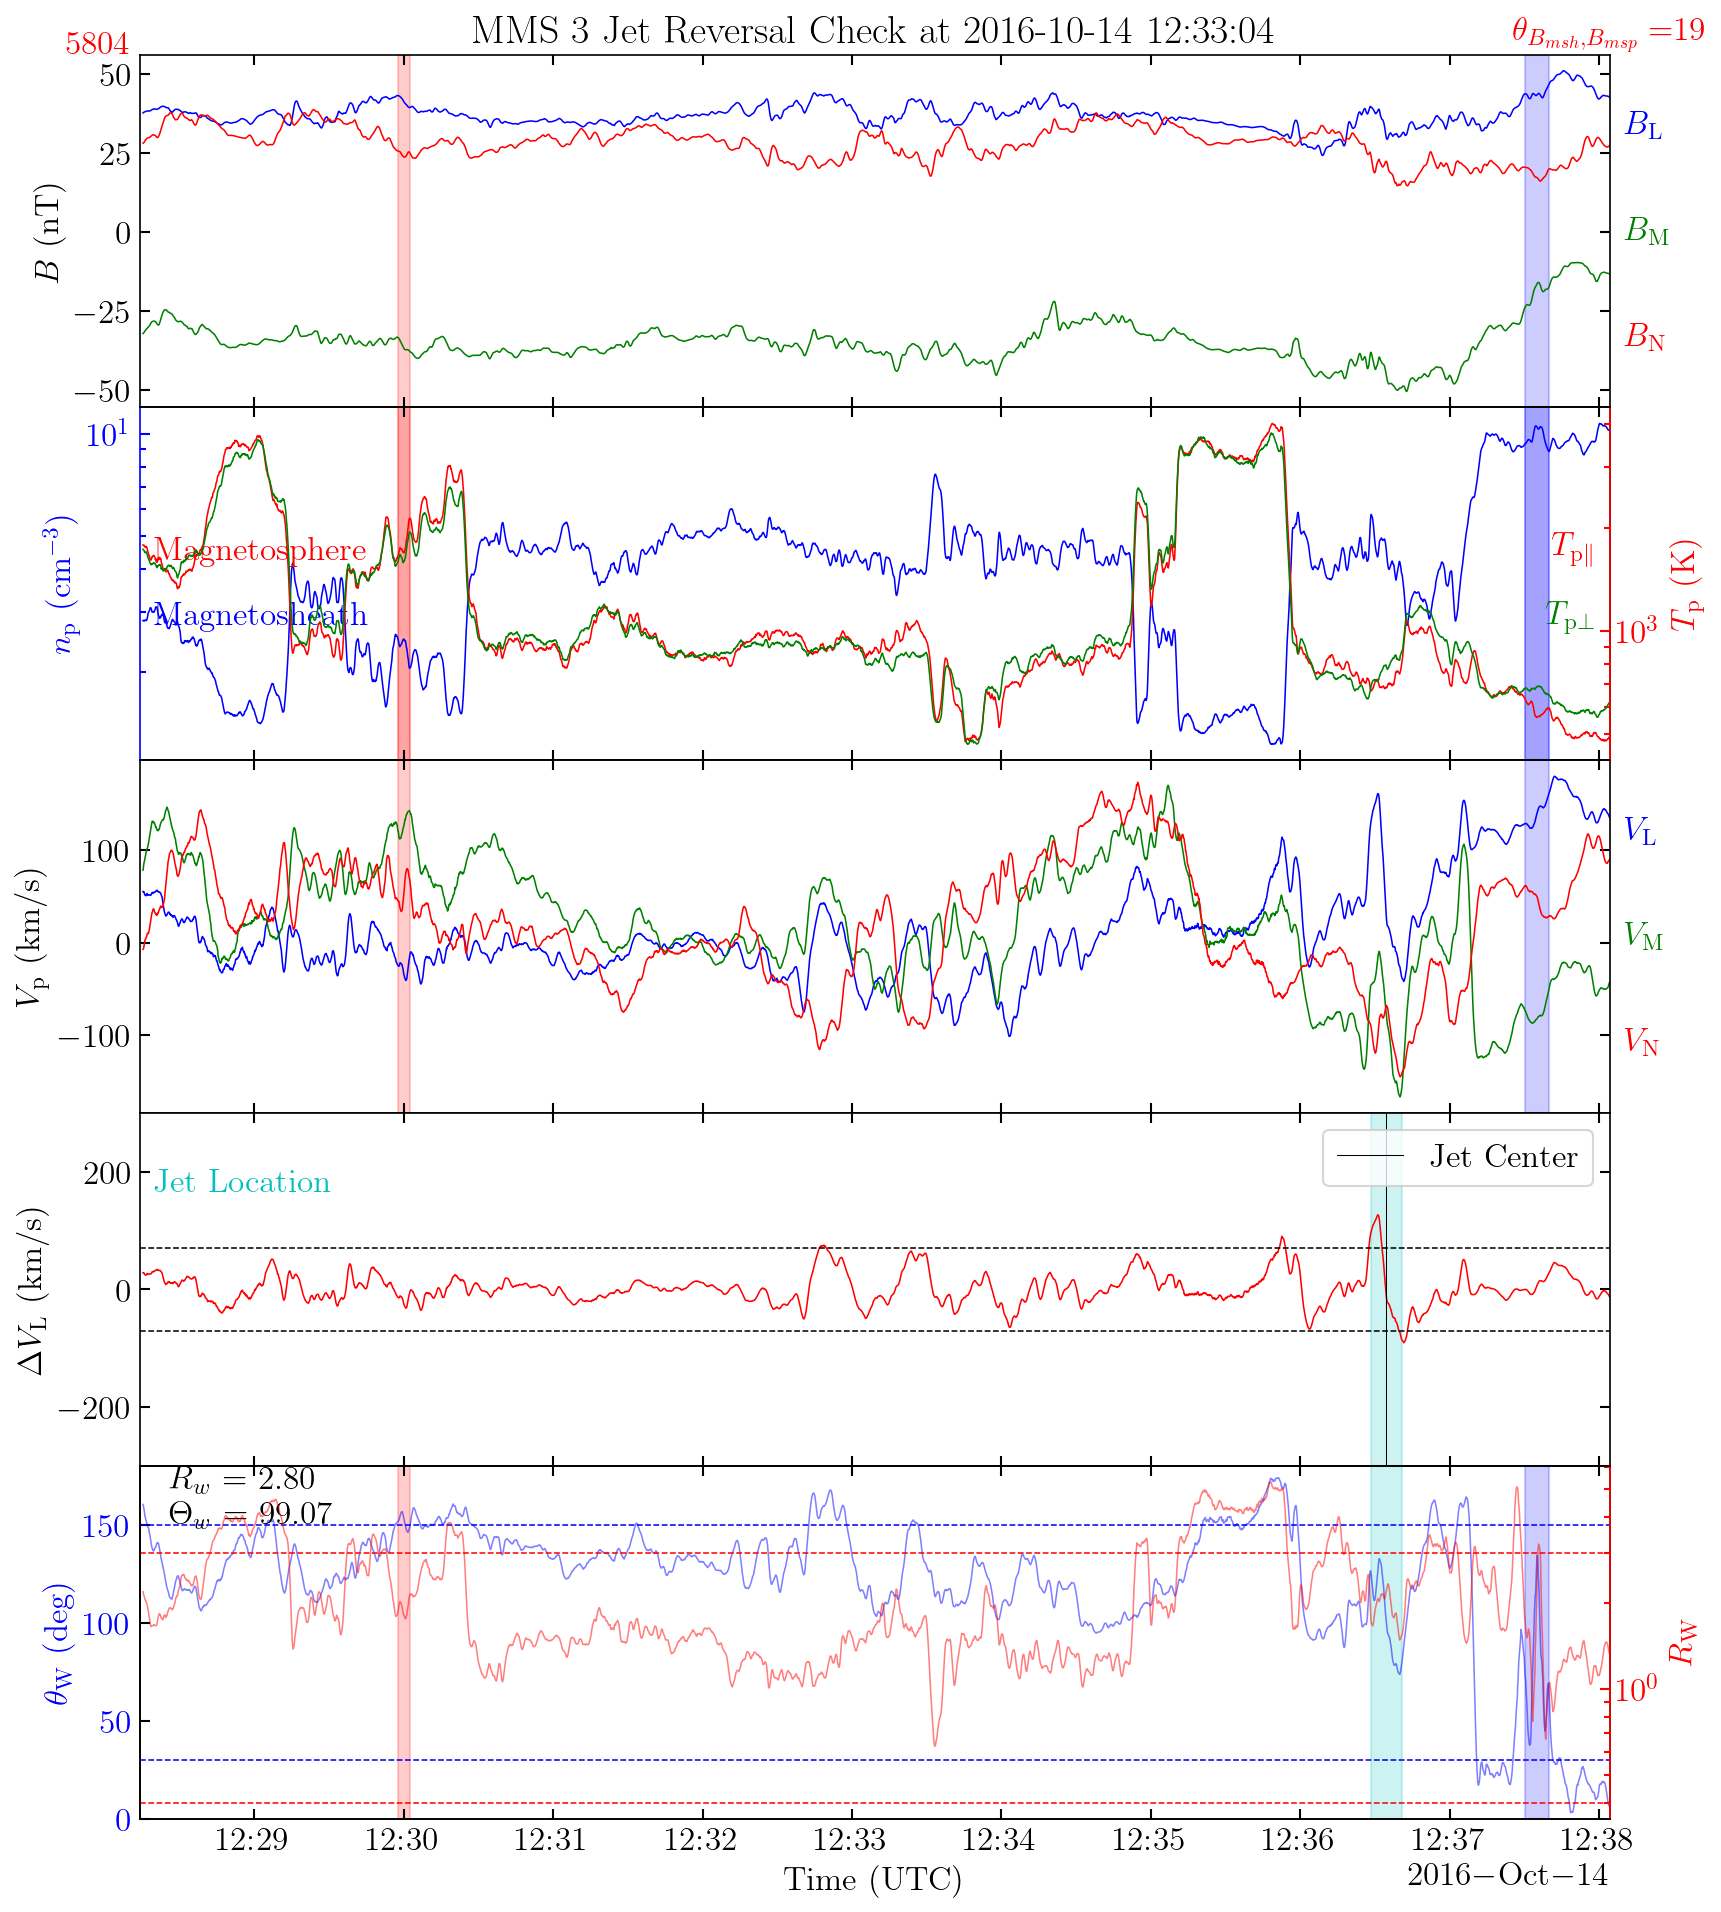 MMS 3 Jet Reversal Check at 2016-10-14 12:33:04
5804
θ_{B_{msh},B_{msp}} =19
50
25
0
−25
−50
B (nT)
B_L
B_M
B_N
10^1
n_p (cm^{−3})
Magnetosphere
Magnetosheath
T_{p∥}
T_{p⊥}
10^3
T_p (K)
100
0
−100
V_p (km/s)
V_L
V_M
V_N
200
0
−200
ΔV_L (km/s)
Jet Location
Jet Center
R_w = 2.80
Θ_w = 99.07
150
100
50
0
θ_W (deg)
10^0
R_W
12:29 12:30 12:31 12:32 12:33 12:34 12:35 12:36 12:37 12:38
Time (UTC)
2016−Oct−14